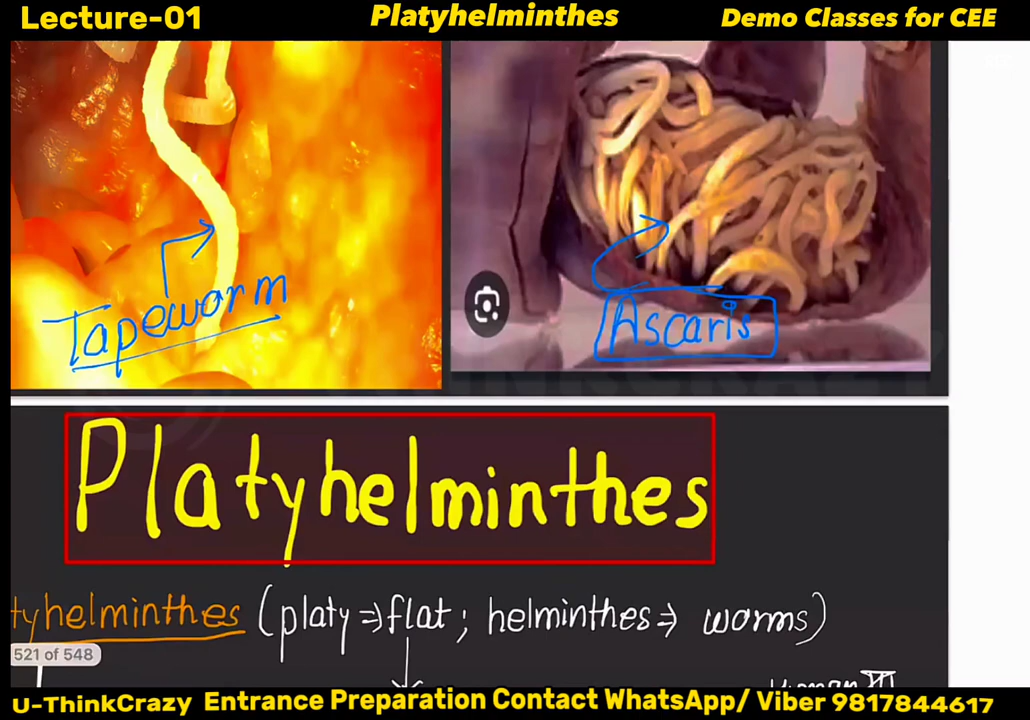 Lecture-01 Platyhelminthes Demo Classes for CEE
Tapeworm
Ascaris
Platyhelminthes
tyhelminthes (platy⇒flat; helminthes⇒ worms)
521 of 548
U-ThinkCrazy Entrance Preparation Contact WhatsApp/ Viber 9817844617